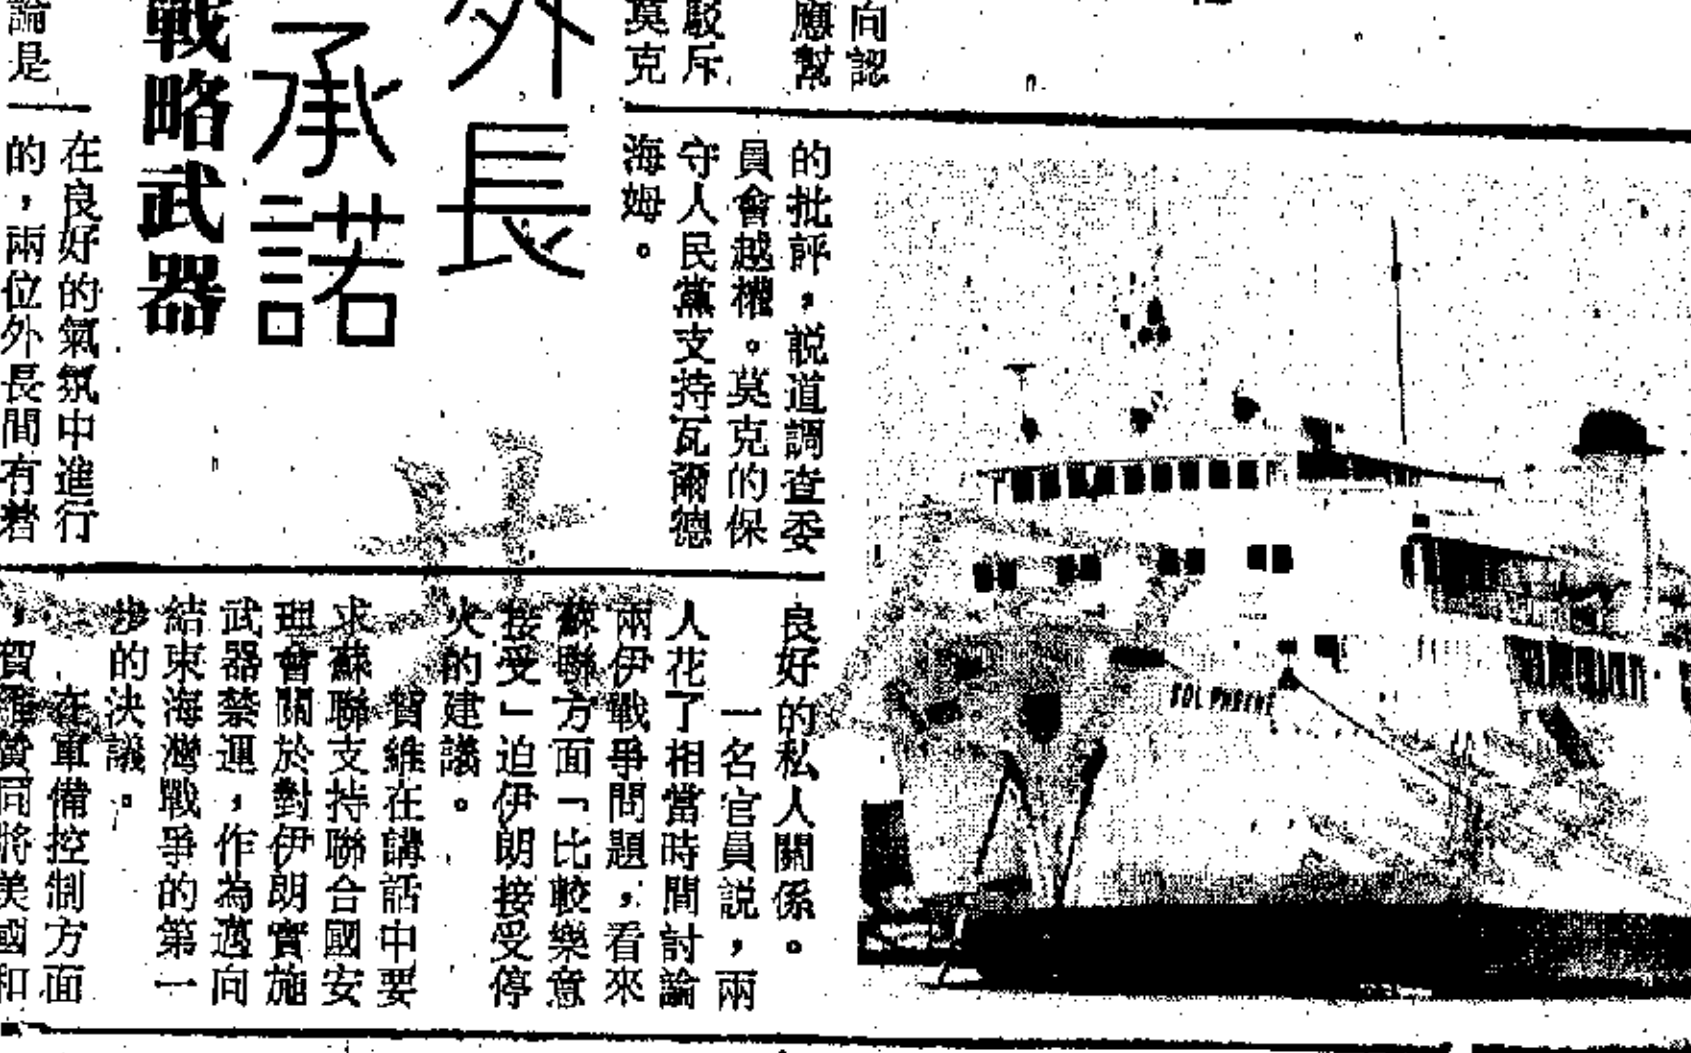 向認
應幫
駁斥
莫克
的批評，説道調查委
員會越權。莫克的保
守人民黨支持瓦爾德
海姆。
外長
承諾
戰略武器
論是
在良好的氣氛中進行
的，兩位外長間有着
良好的私人關係。
一名官員説，兩
人花了相當時間討論
兩伊戰爭問題，看來
蘇聯方面「比較樂意
接受」迫伊朗接受停
火的建議。
賀維在講話中要
求蘇聯支持聯合國安
理會關於對伊朗實施
武器禁運，作為邁向
結束海灣戰爭的第一
步的決議。
在軍備控制方面
，賀維贊同將美國和
SOL PHRENE